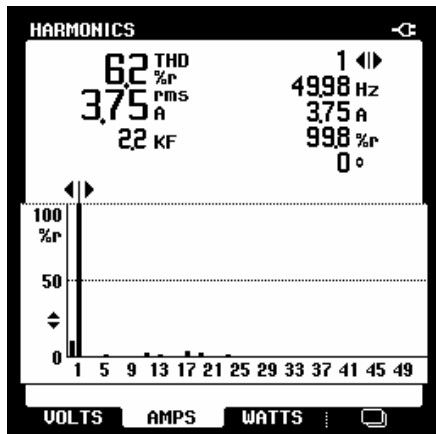 HARMONICS
6.2 THD %r
3.75 rms A
2.2 KF
1
49.98 Hz
3.75 A
99.8 %r
0 °
100
%r
50
0
1 5 9 13 17 21 25 29 33 37 41 45 49
VOLTS AMPS WATTS